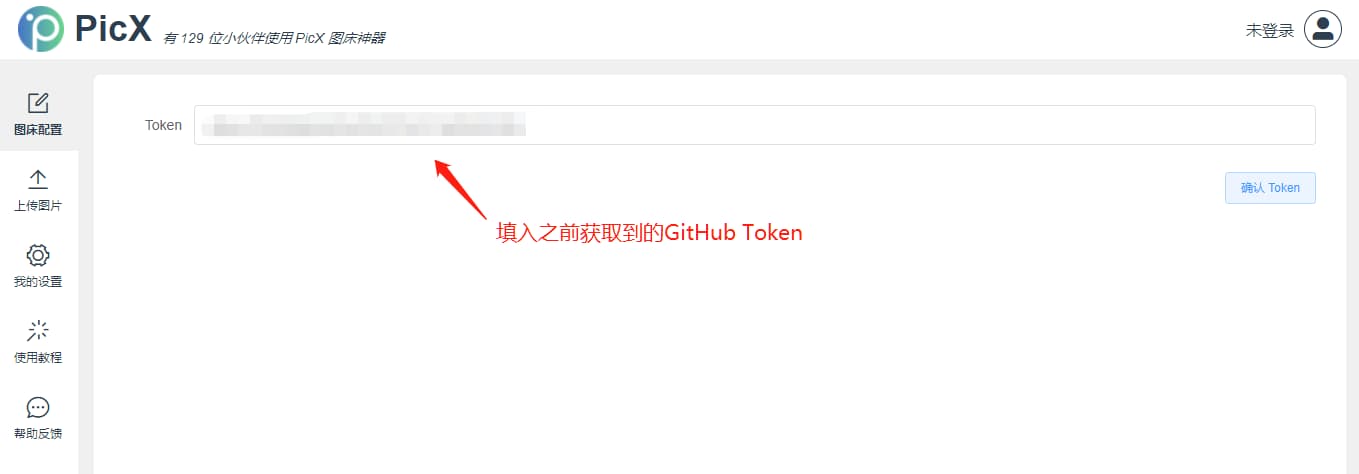 PicX 有 129 位小伙伴使用 PicX 图床神器
未登录
图床配置
上传图片
我的设置
使用教程
帮助反馈
Token
确认 Token
填入之前获取到的GitHub Token